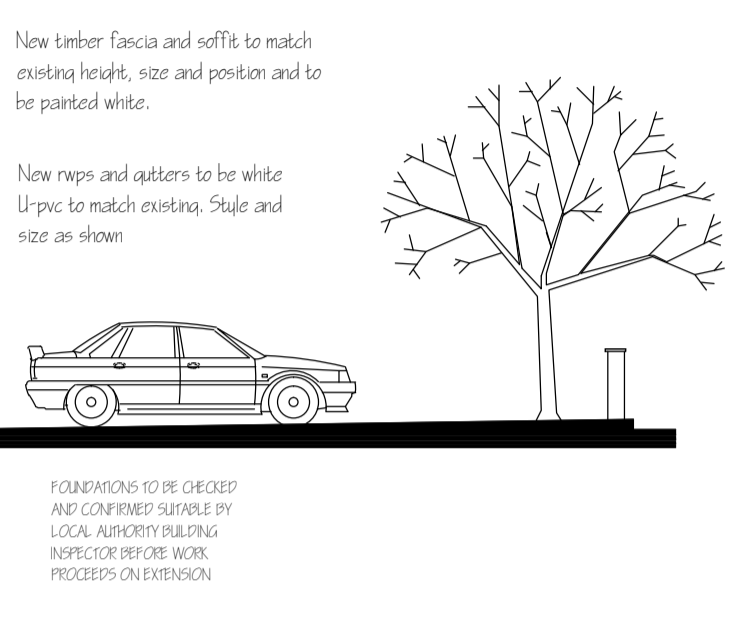 New timber fascia and soffit to match
existing height, size and position and to
be painted white.
New rwps and gutters to be white
U-pvc to match existing. Style and
size as shown
FOUNDATIONS TO BE CHECKED
AND CONFIRMED SUITABLE BY
LOCAL AUTHORITY BUILDING
INSPECTOR BEFORE WORK
PROCEEDS ON EXTENSION